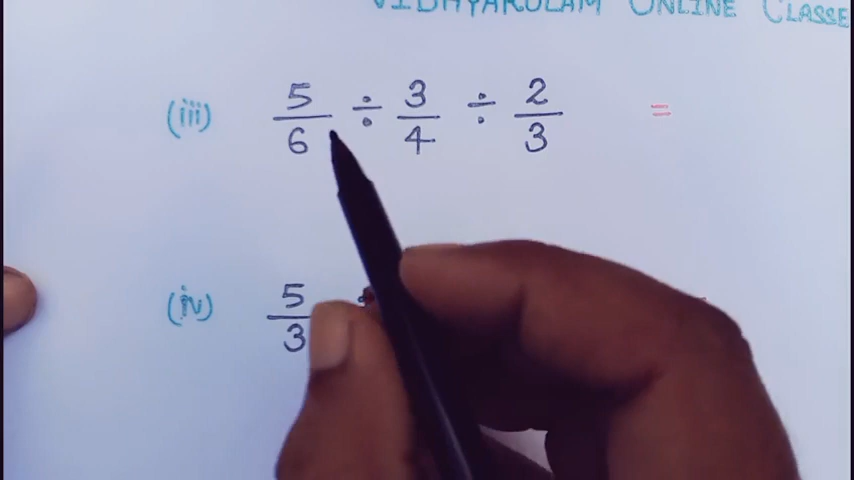 VIDHYAKULAM ONLINE CLASSE
(iii) 5/6 ÷ 3/4 ÷ 2/3 =
(iv) 5/3